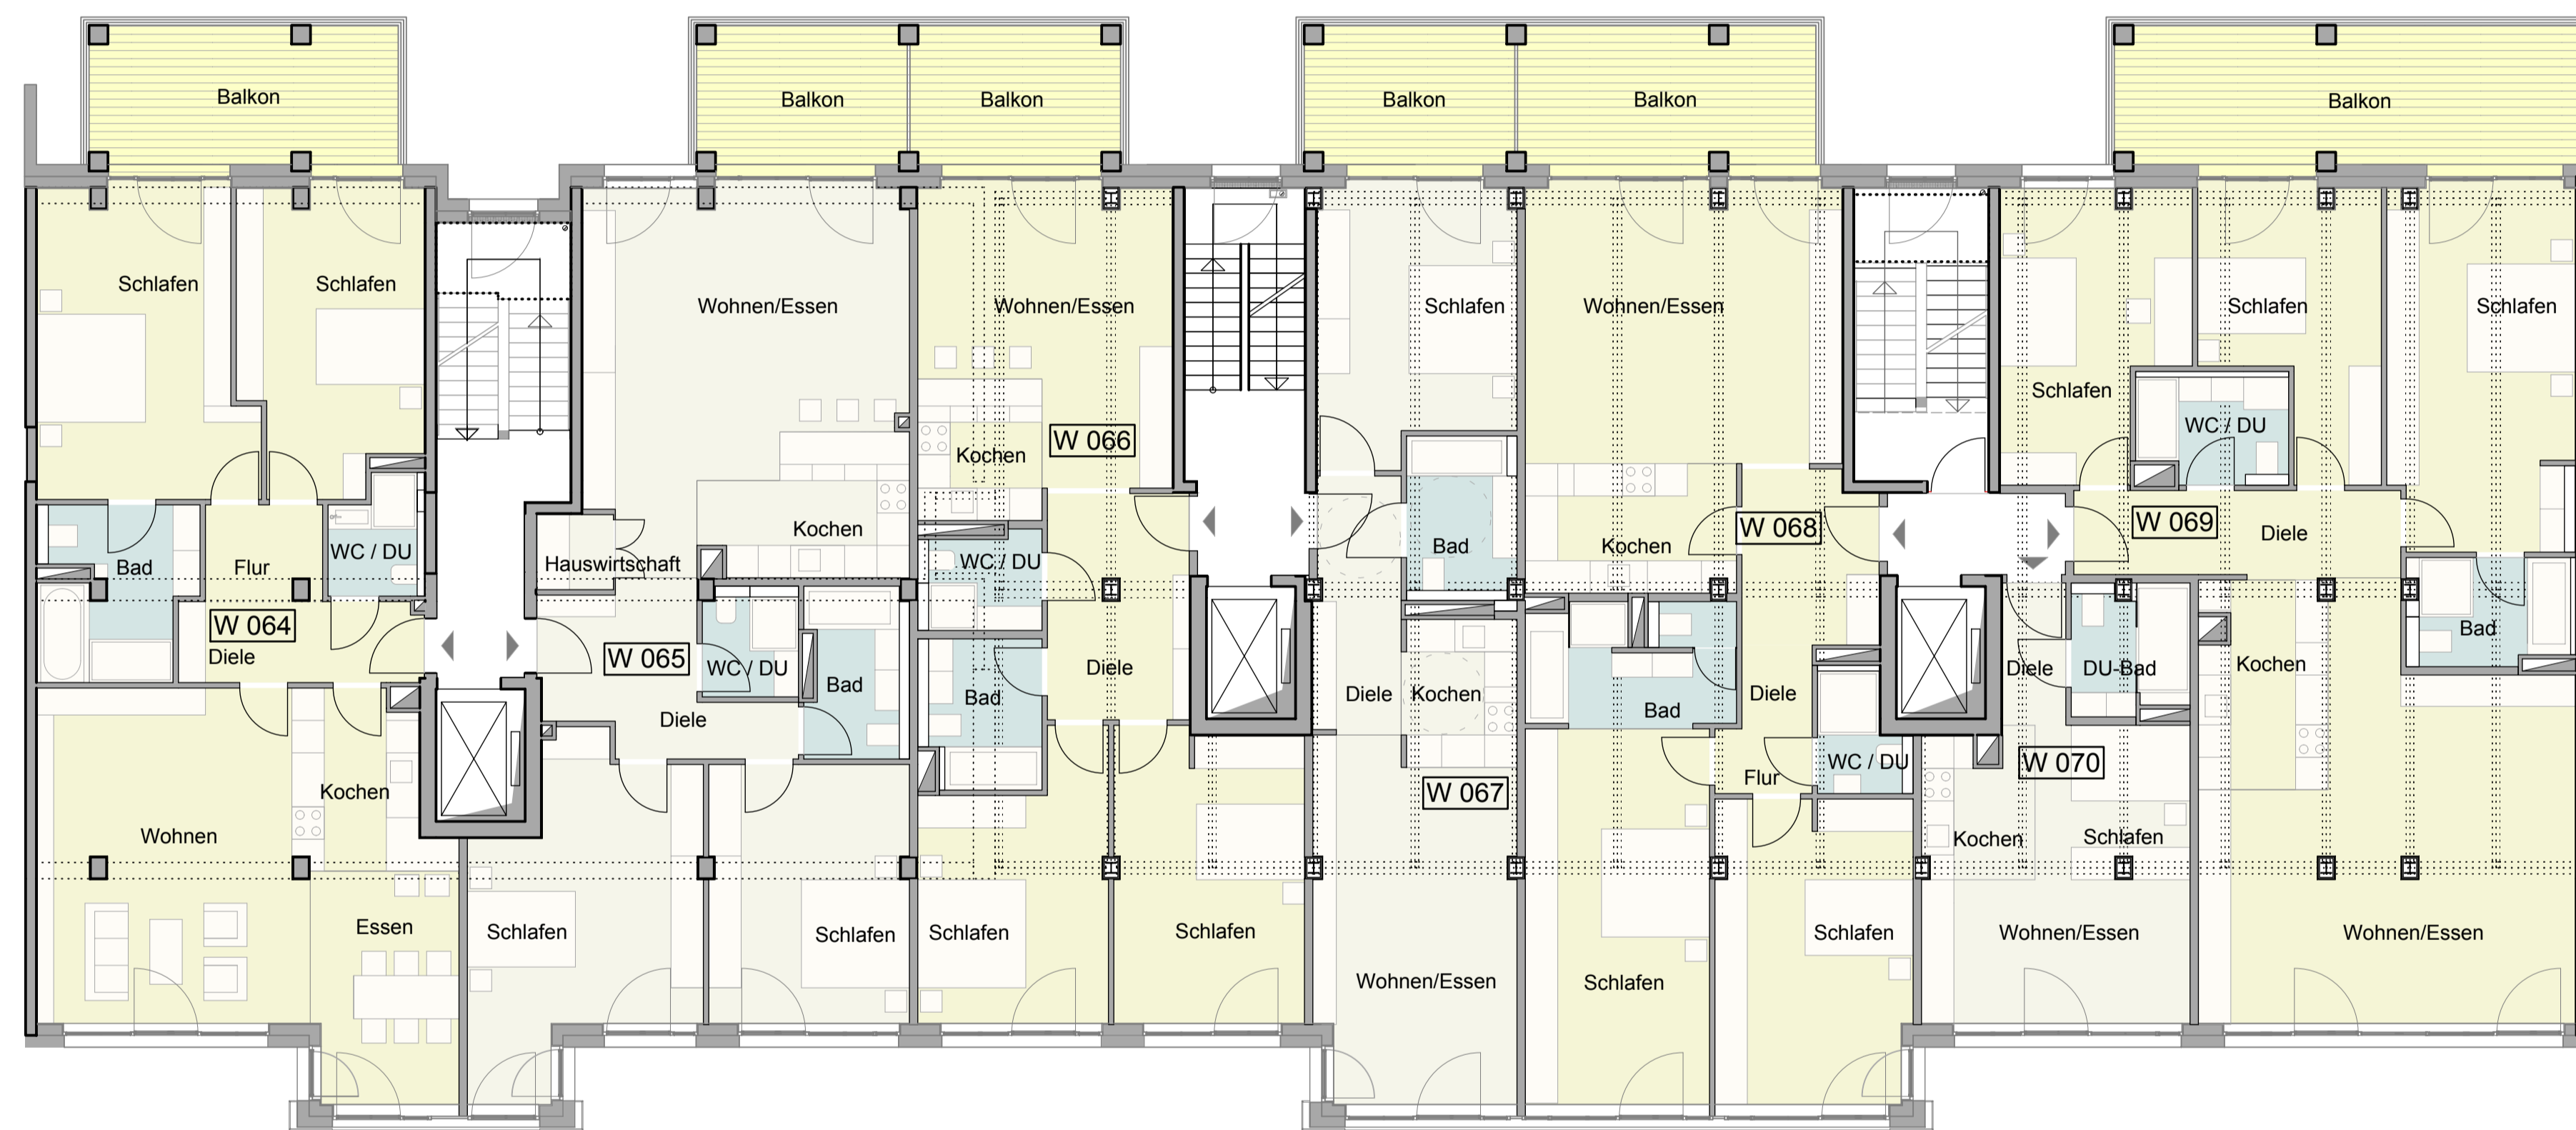 Balkon
Balkon
Balkon
Balkon
Balkon
Balkon
Schlafen
Schlafen
Wohnen/Essen
Wohnen/Essen
Schlafen
Wohnen/Essen
Schlafen
Schlafen
Schlafen
WC / DU
W 066
Kochen
Kochen
Hauswirtschaft
WC / DU
Bad
Flur
WC / DU
Bad
Kochen
W 068
W 069
Diele
W 064
Diele
W 065
WC / DU
Bad
Diele
Bad
Diele
Diele
Kochen
Bad
Diele
Diele
DU-Bad
Kochen
Bad
Wohnen
Kochen
W 067
Flur
WC / DU
W 070
Kochen
Schlafen
Essen
Schlafen
Schlafen
Schlafen
Schlafen
Wohnen/Essen
Schlafen
Schlafen
Wohnen/Essen
Wohnen/Essen